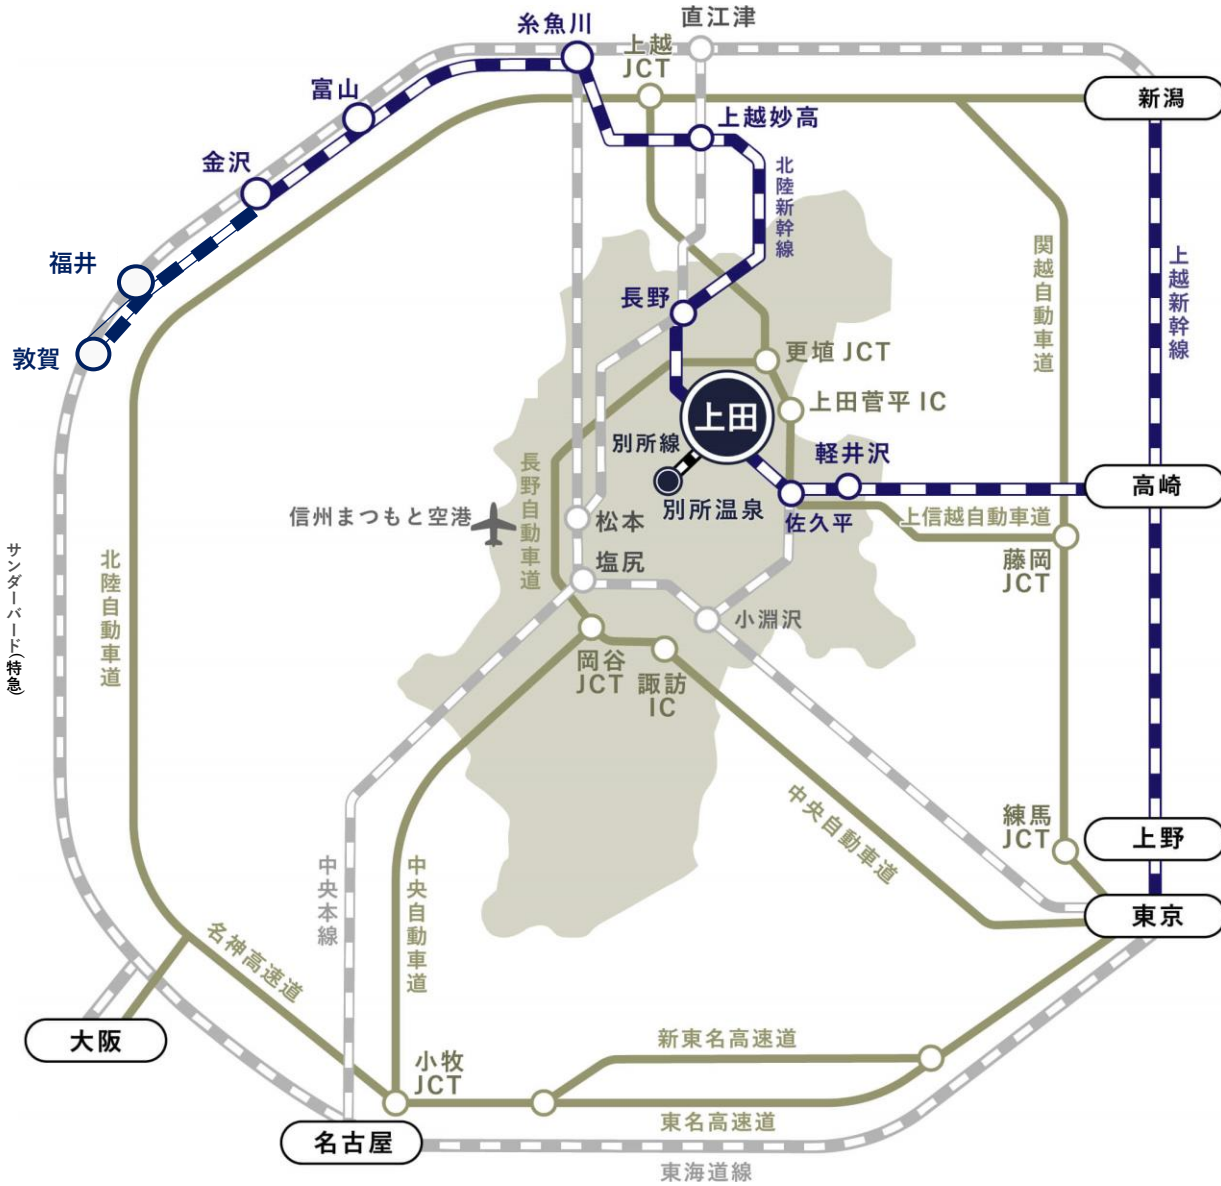 直江津
糸魚川
上越
JCT
富山
新潟
上越妙高
金沢
北陸新幹線
福井
関越自動車道
上越新幹線
長野
敦賀
更埴 JCT
上田菅平 IC
上田
別所線
軽井沢
長野自動車道
高崎
別所温泉
佐久平
信州まつもと空港
松本
上信越自動車道
サンダーバード(特急)
北陸自動車道
塩尻
藤岡
JCT
小淵沢
岡谷
JCT
諏訪
IC
中央自動車道
練馬
JCT
上野
中央本線
中央自動車道
東京
名神高速道
大阪
新東名高速道
小牧
JCT
東名高速道
名古屋
東海道線